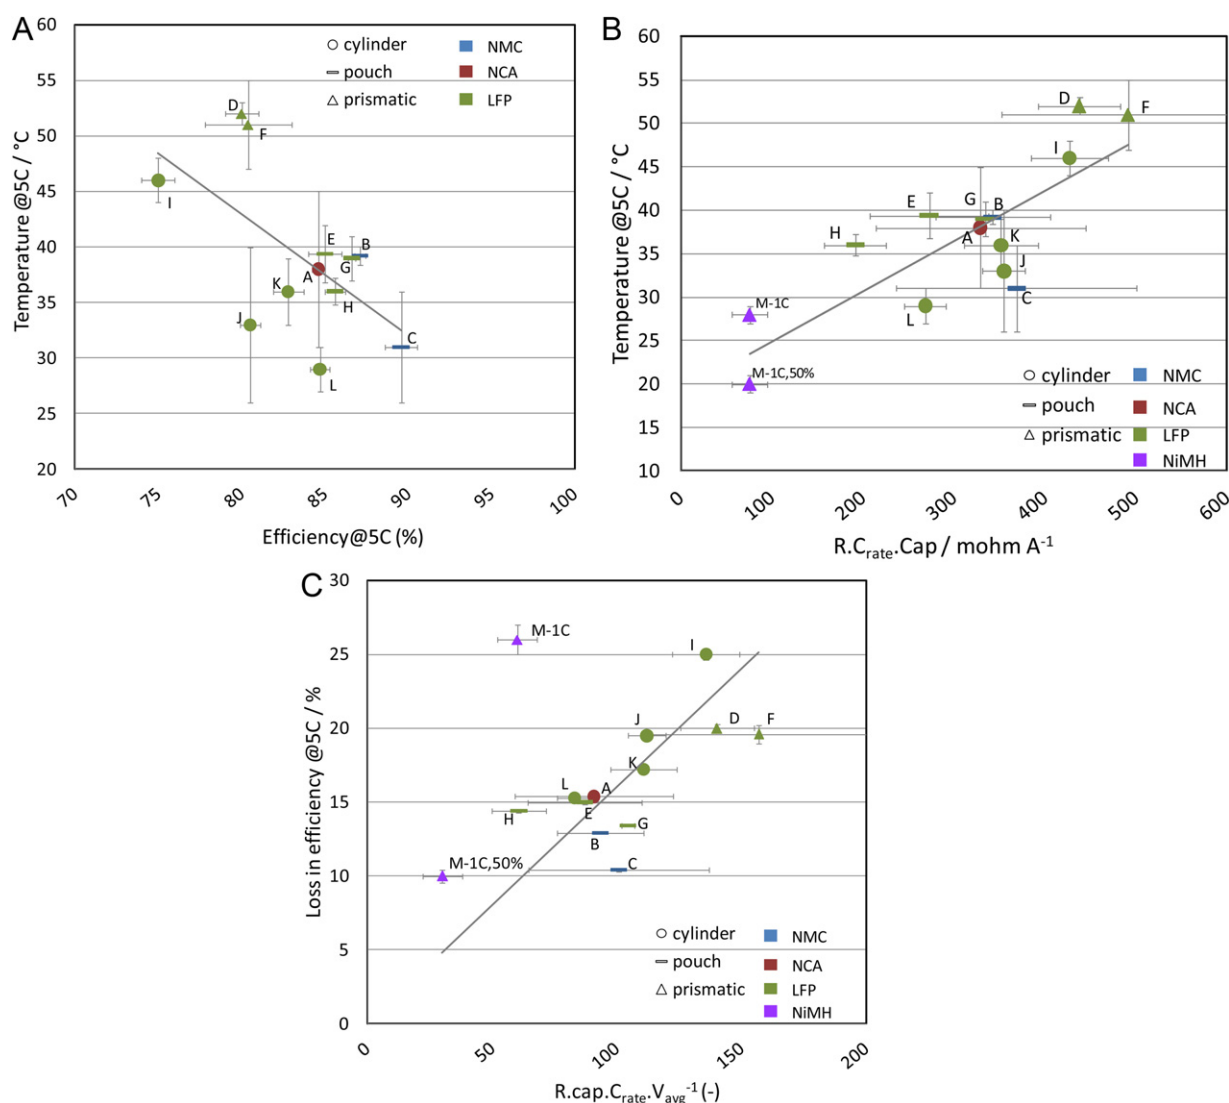 A
Temperature @5C / °C
60
55
50
45
40
35
30
25
20
70
75
80
85
90
95
100
Efficiency@5C (%)
cylinder
pouch
prismatic
NMC
NCA
LFP
D
F
I
E
B
G
A
K
H
J
C
L
B
Temperature @5C / °C
60
55
50
45
40
35
30
25
20
15
10
0
100
200
300
400
500
600
R.C_rate.Cap / mohm A⁻¹
D
F
I
E
G
B
H
A
K
J
C
L
M-1C
M-1C,50%
cylinder
pouch
prismatic
NMC
NCA
LFP
NiMH
C
Loss in efficiency @5C / %
30
25
20
15
10
5
0
0
50
100
150
200
R.cap.C_rate.V_avg⁻¹ (-)
M-1C
I
J
D
F
K
L
A
H
E
G
B
C
M-1C,50%
cylinder
pouch
prismatic
NMC
NCA
LFP
NiMH